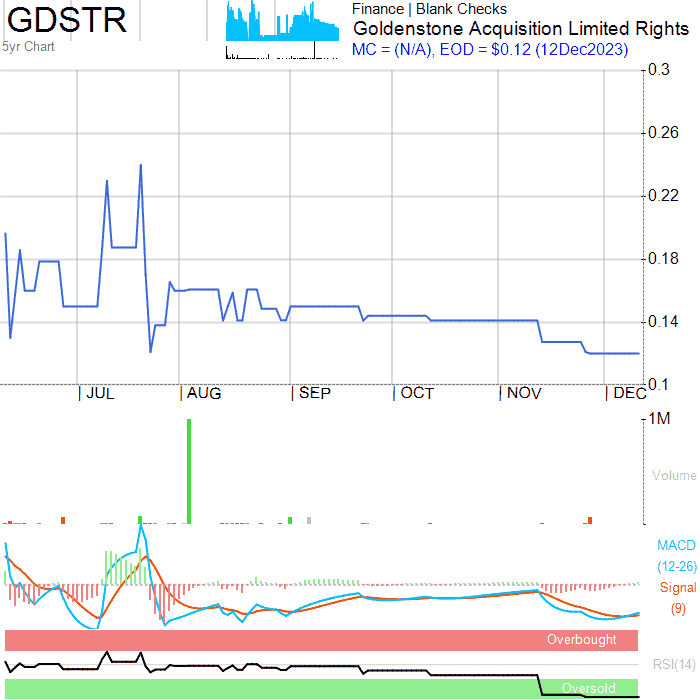 GDSTR
5yr Chart
Finance | Blank Checks
Goldenstone Acquisition Limited Rights
MC = (N/A), EOD = $0.12 (12Dec2023)
0.3
0.26
0.22
0.18
0.14
0.1
| JUL | AUG | SEP | OCT | NOV | DEC
1M
Volume
MACD
(12-26)
Signal
(9)
Overbought
RSI(14)
Oversold